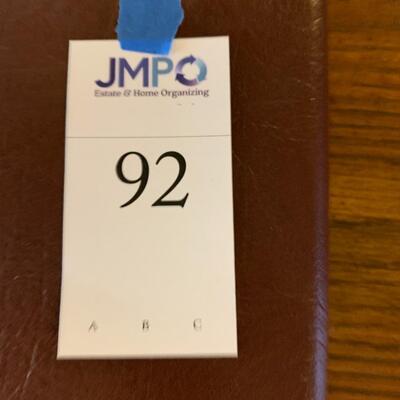 JMPO
Estate & Home Organizing
92
A B C